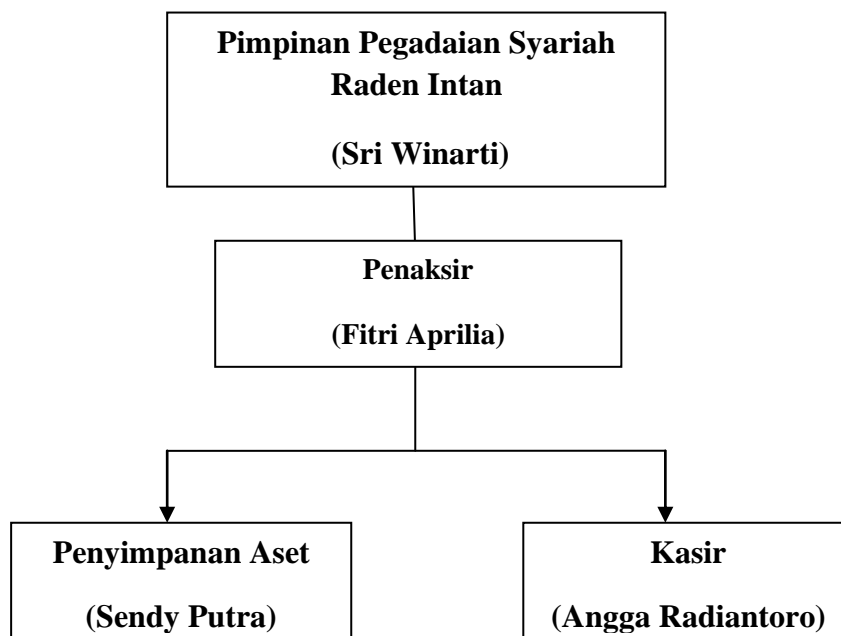 Pimpinan Pegadaian Syariah
Raden Intan
(Sri Winarti)
Penaksir
(Fitri Aprilia)
Penyimpanan Aset
(Sendy Putra)
Kasir
(Angga Radiantoro)